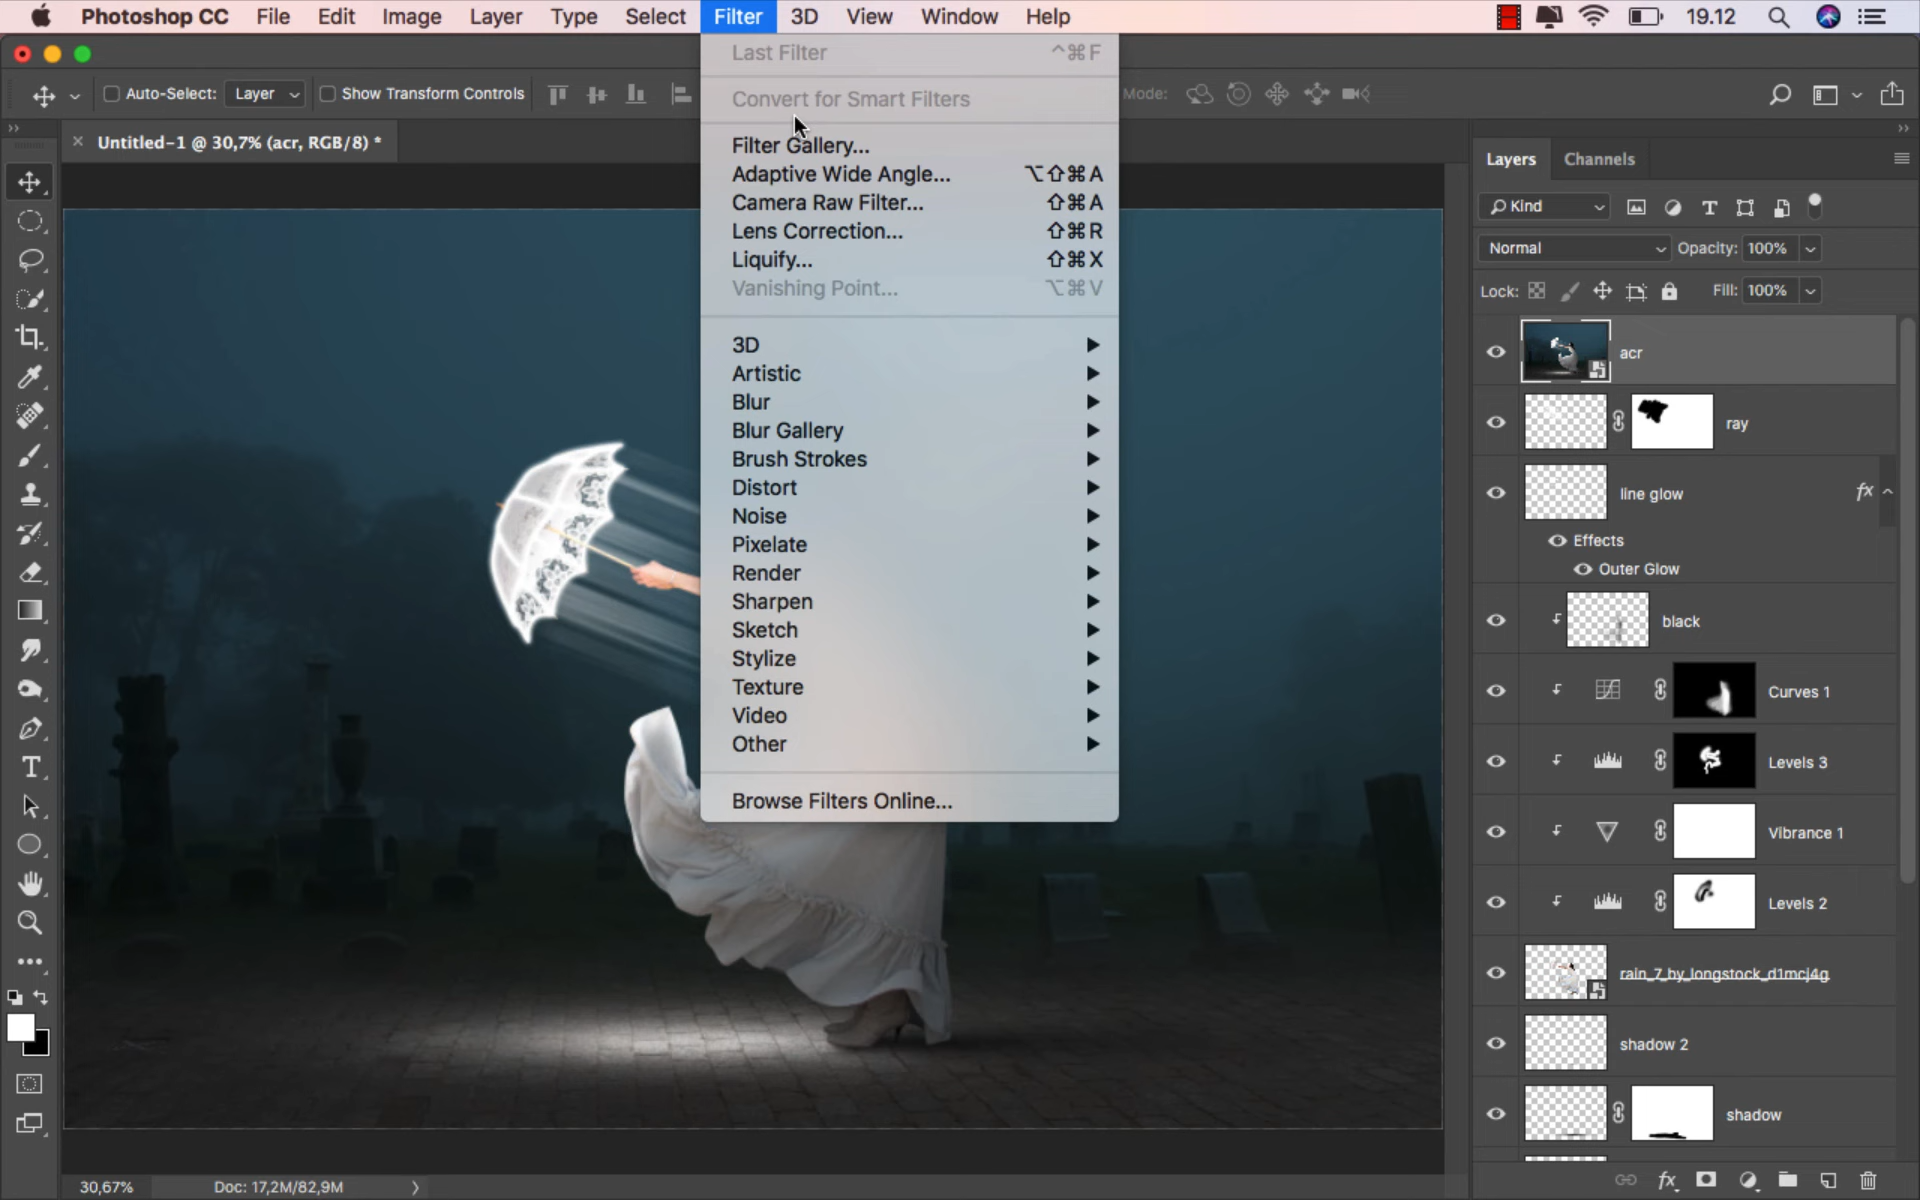 Photoshop CC File Edit Image Layer Type Select Filter 3D View Window Help 19.12
Auto-Select: Layer Show Transform Controls Mode:
Untitled-1 @ 30,7% (acr, RGB/8) *
Last Filter ^⌘F
Convert for Smart Filters
Filter Gallery...
Adaptive Wide Angle... ⌥⇧⌘A
Camera Raw Filter... ⇧⌘A
Lens Correction... ⇧⌘R
Liquify... ⇧⌘X
Vanishing Point... ⌥⌘V
3D
Artistic
Blur
Blur Gallery
Brush Strokes
Distort
Noise
Pixelate
Render
Sharpen
Sketch
Stylize
Texture
Video
Other
Browse Filters Online...
Layers Channels
Kind
Normal Opacity: 100%
Lock: Fill: 100%
acr
ray
line glow fx
Effects
Outer Glow
black
Curves 1
Levels 3
Vibrance 1
Levels 2
rain_7_by_longstock_d1mcj4g
shadow 2
shadow
30,67% Doc: 17,2M/82,9M
fx